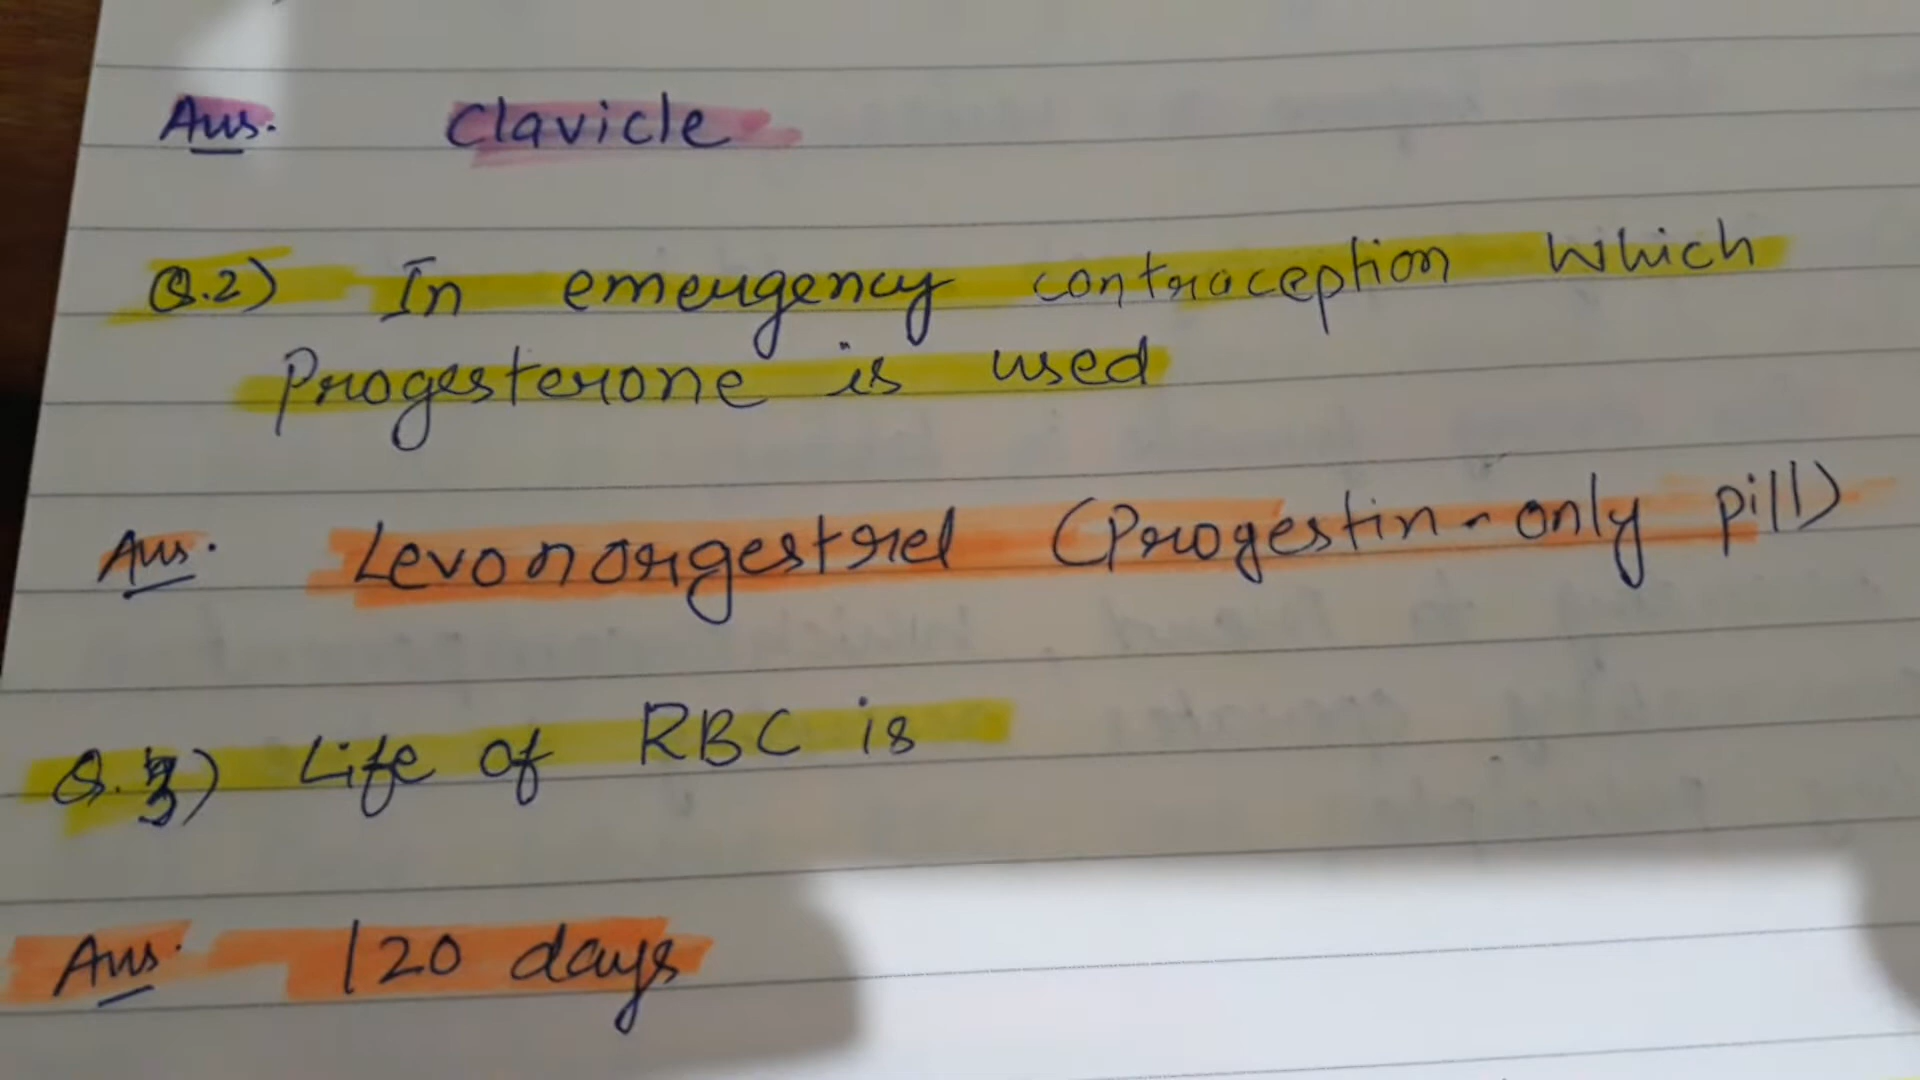 Ans. Clavicle
Q.2) In emergency contraception which
Progesterone is used
Ans. Levonorgestrel (Progestin-only pill)
Q.3) Life of RBC is
Ans. 120 days